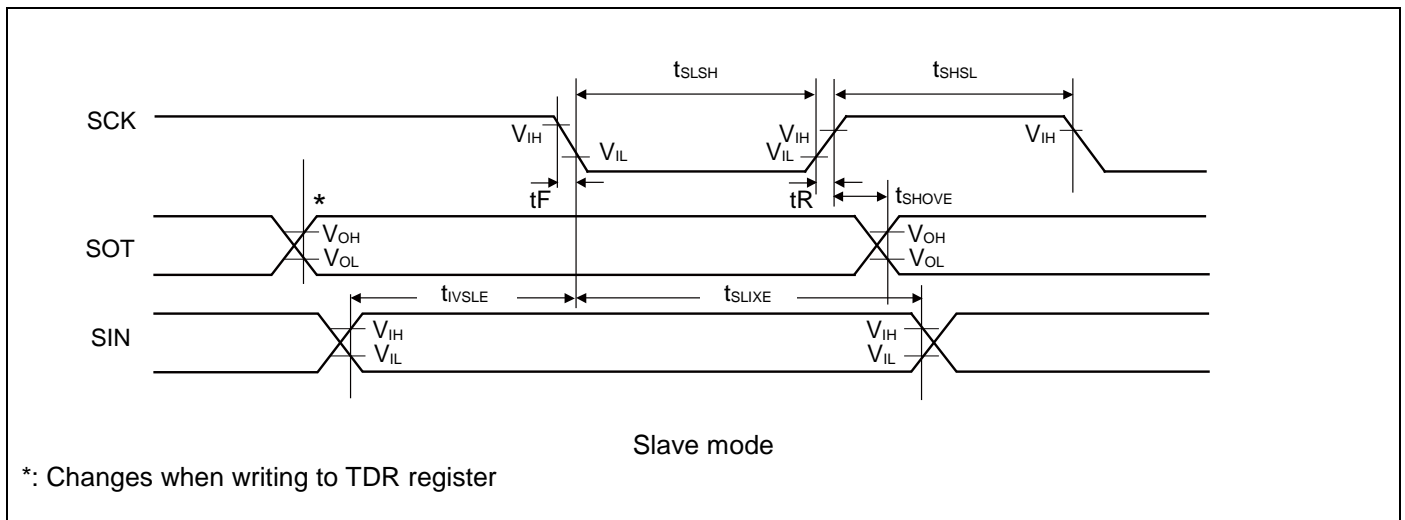 tSLSH tSHSL
SCK
VIH VIL VIH VIL VIH
tF tR tSHOVE
*
SOT
VOH VOL VOH VOL
tIVSLE tSLIXE
SIN
VIH VIL VIH VIL
Slave mode
*: Changes when writing to TDR register